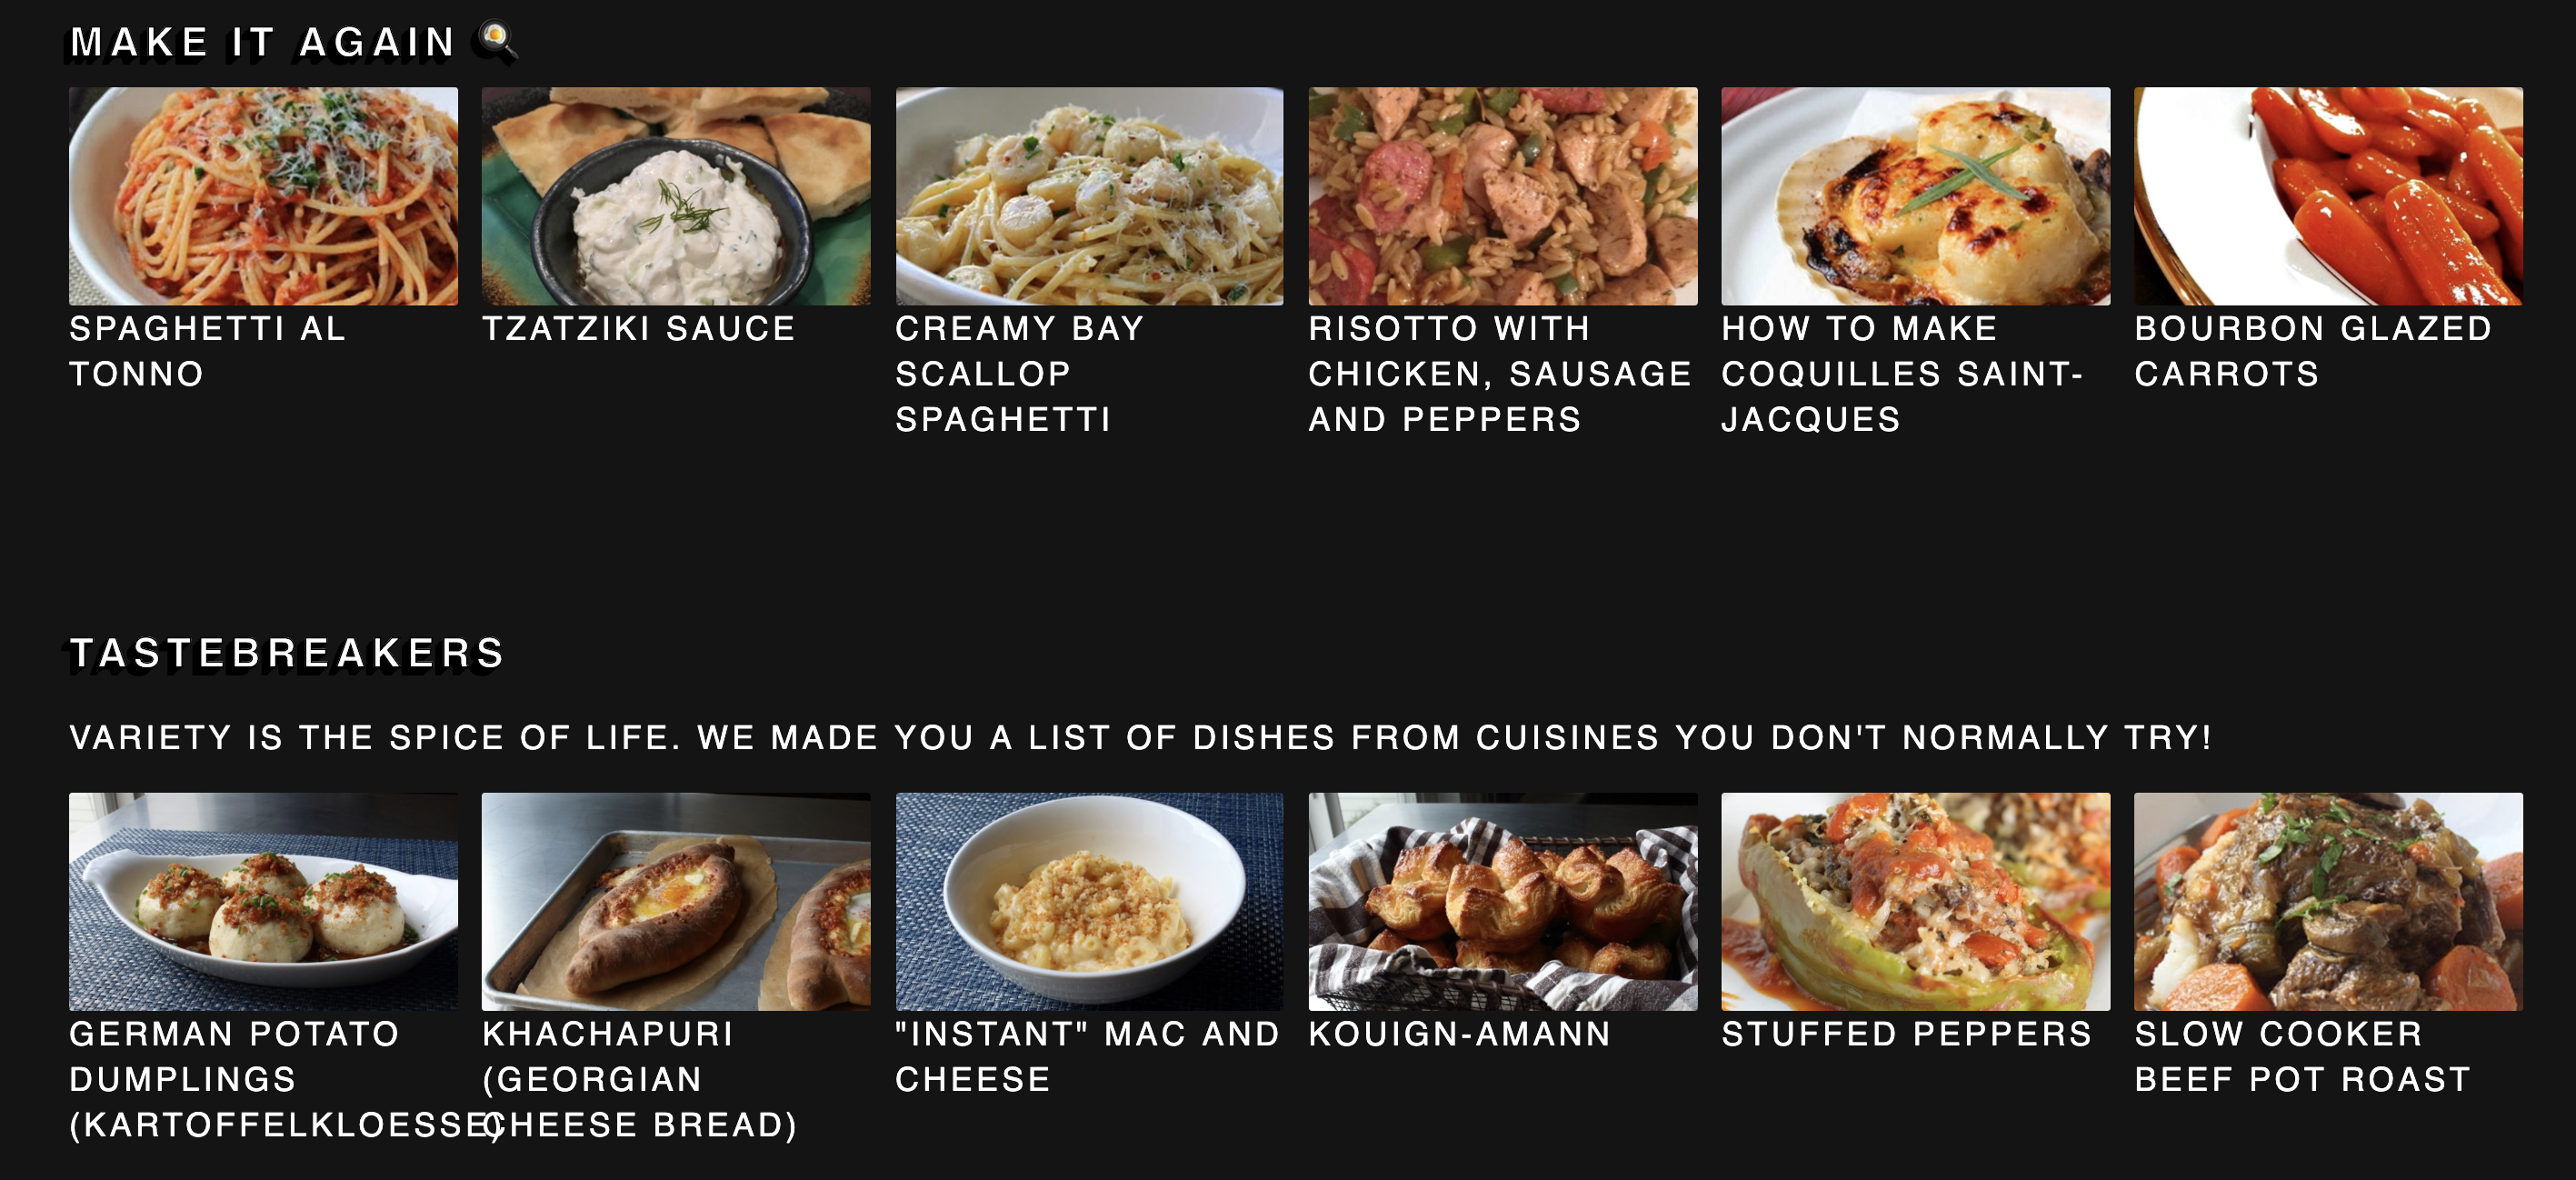 MAKE IT AGAIN 🍳
SPAGHETTI AL
TONNO
TZATZIKI SAUCE
CREAMY BAY
SCALLOP
SPAGHETTI
RISOTTO WITH
CHICKEN, SAUSAGE
AND PEPPERS
HOW TO MAKE
COQUILLES SAINT-
JACQUES
BOURBON GLAZED
CARROTS
TASTEBREAKERS
VARIETY IS THE SPICE OF LIFE. WE MADE YOU A LIST OF DISHES FROM CUISINES YOU DON'T NORMALLY TRY!
GERMAN POTATO
DUMPLINGS
(KARTOFFELKLOESSE)
KHACHAPURI
(GEORGIAN
CHEESE BREAD)
"INSTANT" MAC AND
CHEESE
KOUIGN-AMANN
STUFFED PEPPERS
SLOW COOKER
BEEF POT ROAST